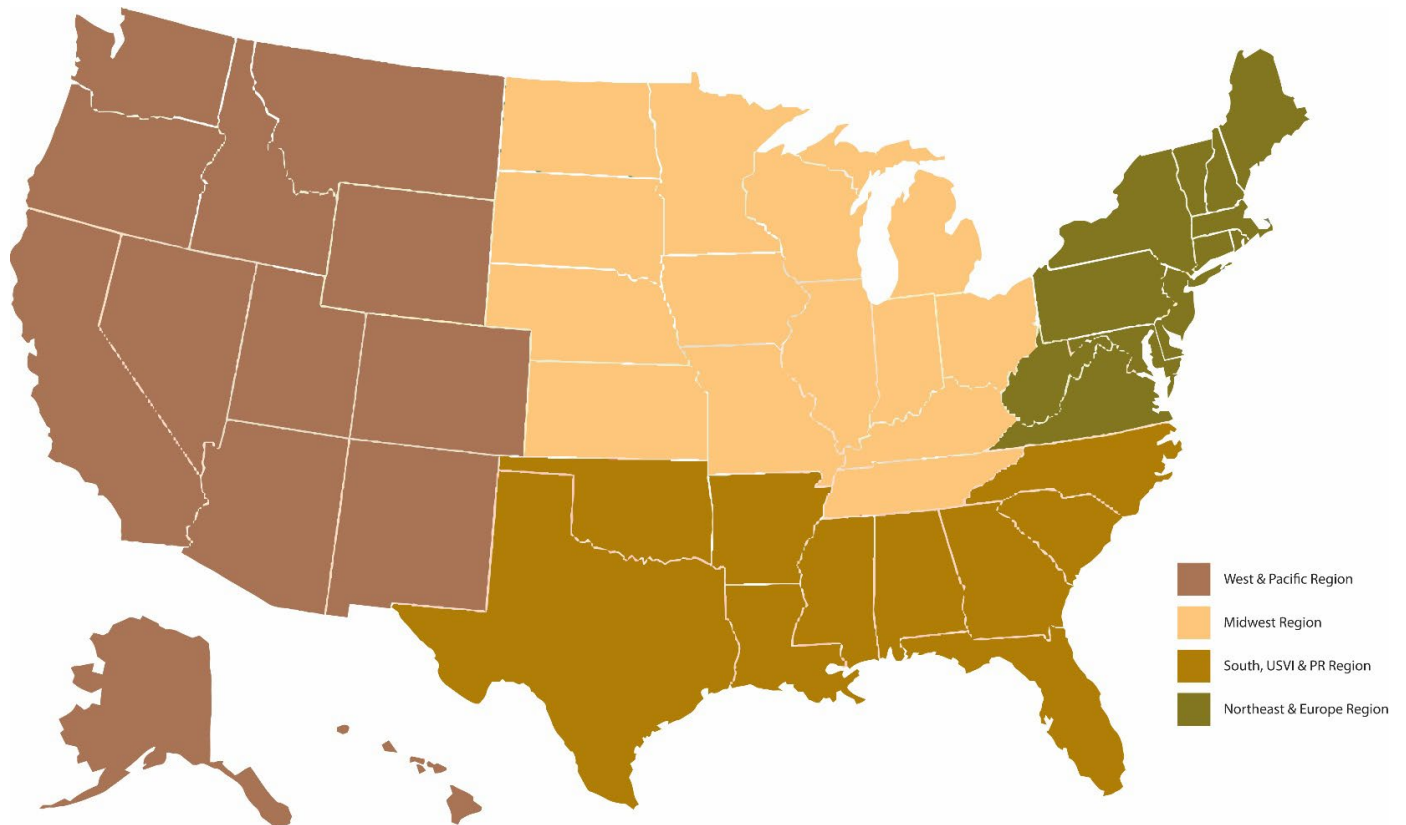 West & Pacific Region
Midwest Region
South, USVI & PR Region
Northeast & Europe Region